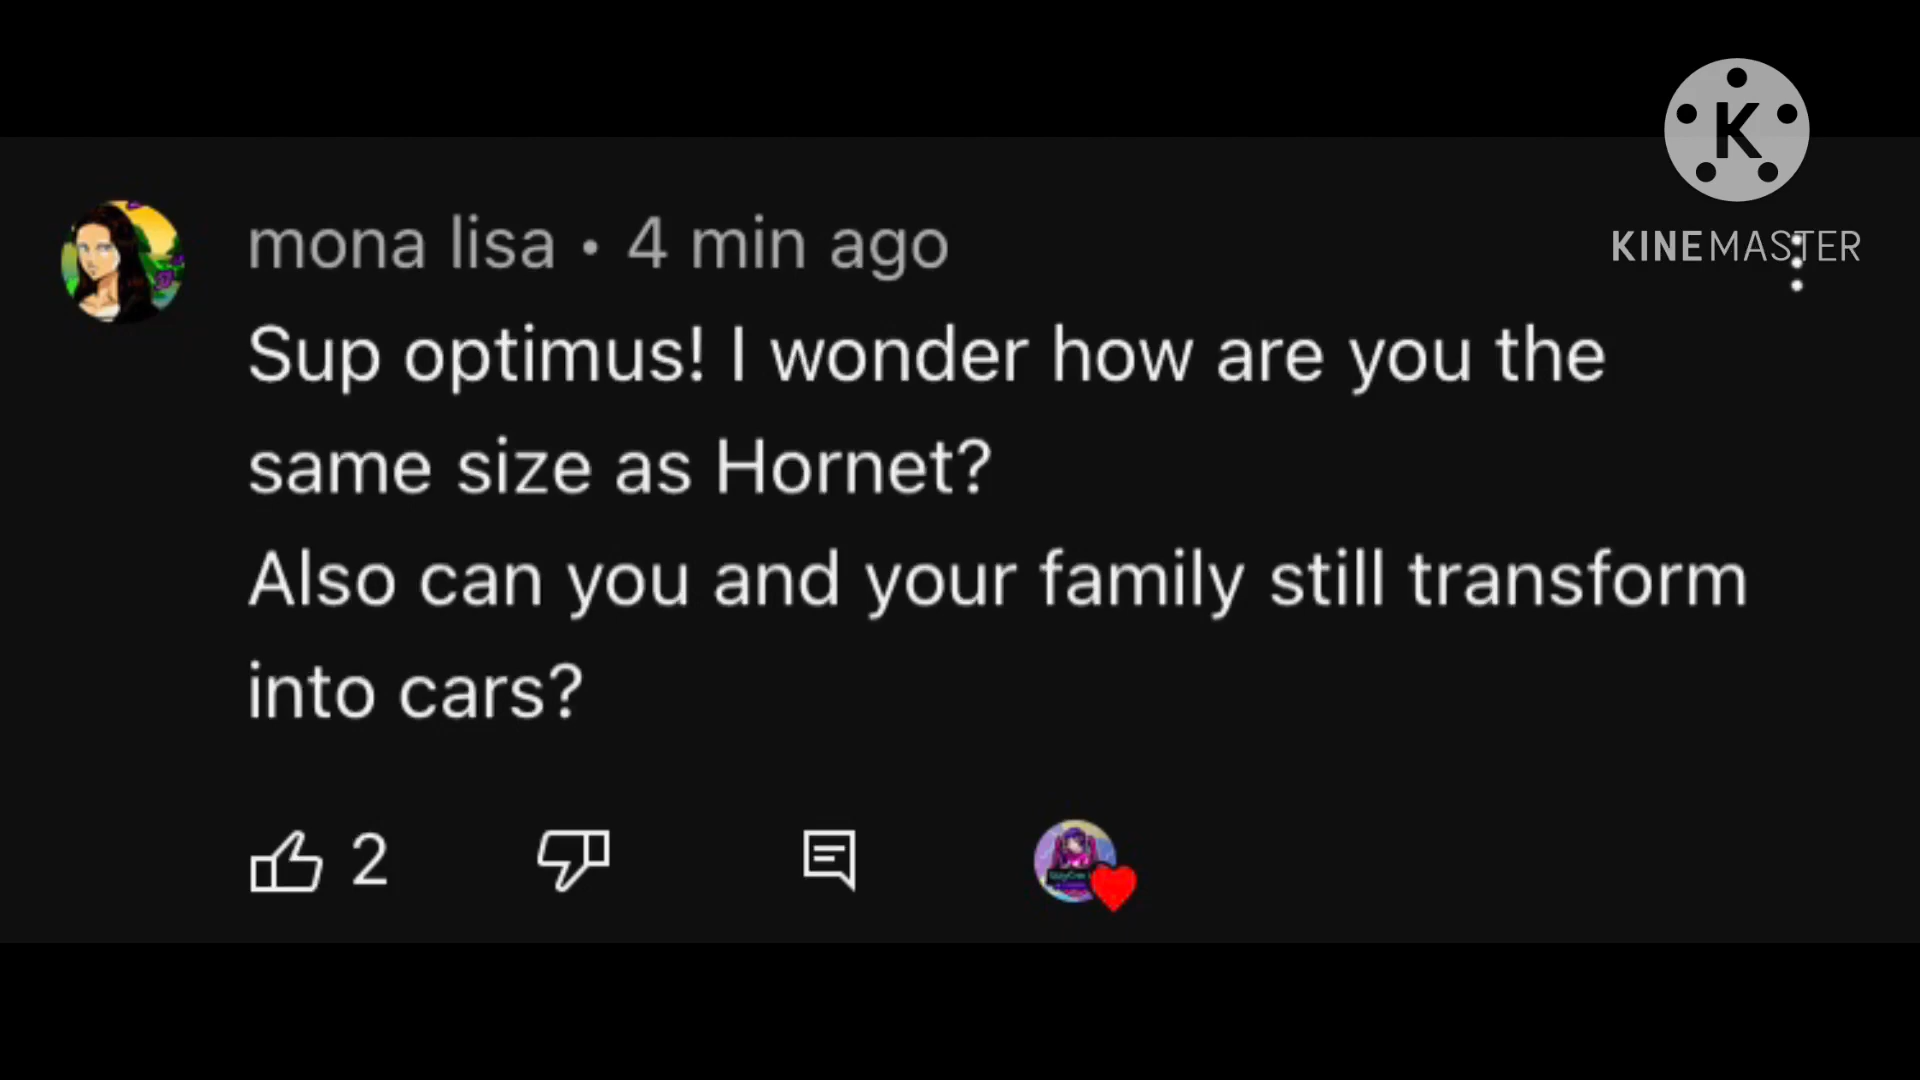 K
KINEMASTER
mona lisa • 4 min ago
Sup optimus! I wonder how are you the
same size as Hornet?
Also can you and your family still transform
into cars?
2